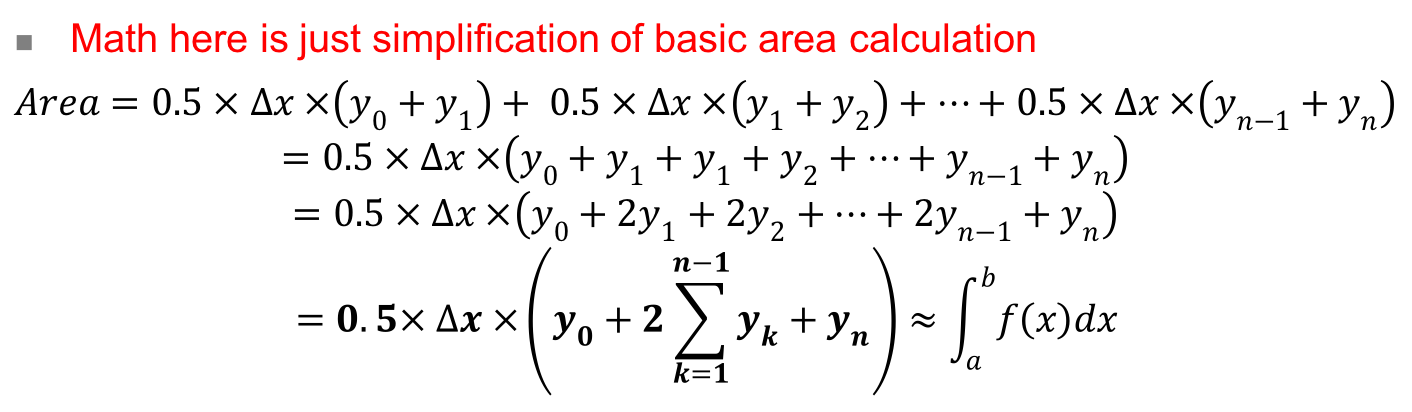 ▪ Math here is just simplification of basic area calculation
Area = 0.5 × Δx ×(y₀ + y₁) + 0.5 × Δx ×(y₁ + y₂) + ⋯ + 0.5 × Δx ×(yₙ₋₁ + yₙ)
= 0.5 × Δx ×(y₀ + y₁ + y₁ + y₂ + ⋯ + yₙ₋₁ + yₙ)
= 0.5 × Δx ×(y₀ + 2y₁ + 2y₂ + ⋯ + 2yₙ₋₁ + yₙ)
= 0.5× Δx × (y₀ + 2 ∑_{k=1}^{n−1} yₖ + yₙ) ≈ ∫_a^b f(x)dx